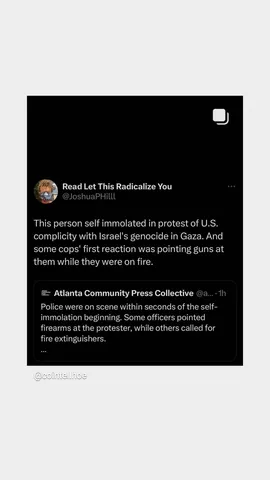 Read Let This Radicalize You
@JoshuaPHilll
This person self immolated in protest of U.S.
complicity with Israel's genocide in Gaza. And
some cops' first reaction was pointing guns at
them while they were on fire.
Atlanta Community Press Collective @a... · 1h
Police were on scene within seconds of the self-
immolation beginning. Some officers pointed
firearms at the protester, while others called for
fire extinguishers.
...